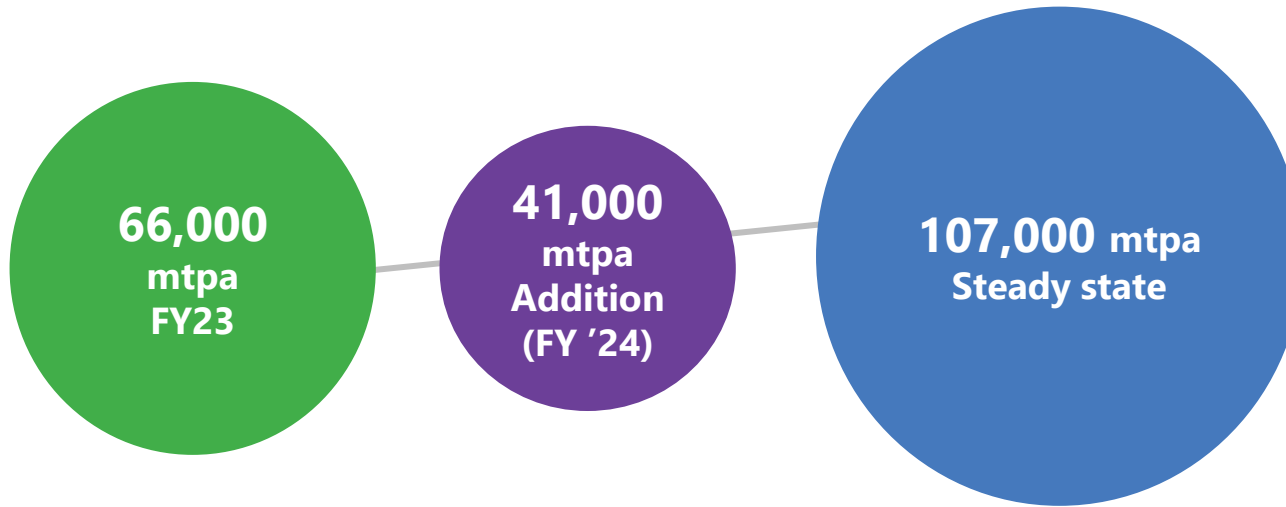 66,000
mtpa
FY23
41,000
mtpa
Addition
(FY ’24)
107,000 mtpa
Steady state